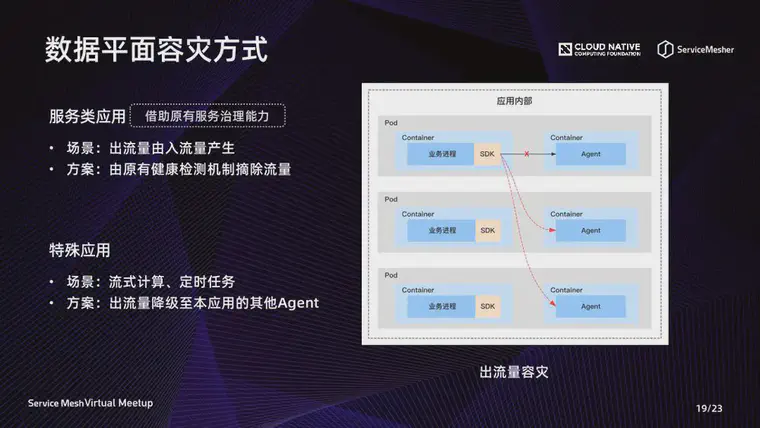 数据平面容灾方式
CLOUD NATIVE
COMPUTING FOUNDATION
ServiceMesher
服务类应用 借助原有服务治理能力
• 场景：出流量由入流量产生
• 方案：由原有健康检测机制摘除流量
特殊应用
• 场景：流式计算、定时任务
• 方案：出流量降级至本应用的其他Agent
应用内部
Pod
Container Container
业务进程 SDK x Agent
Pod
Container Container
业务进程 SDK Agent
Pod
Container Container
业务进程 SDK Agent
出流量容灾
Service Mesh Virtual Meetup
19/23